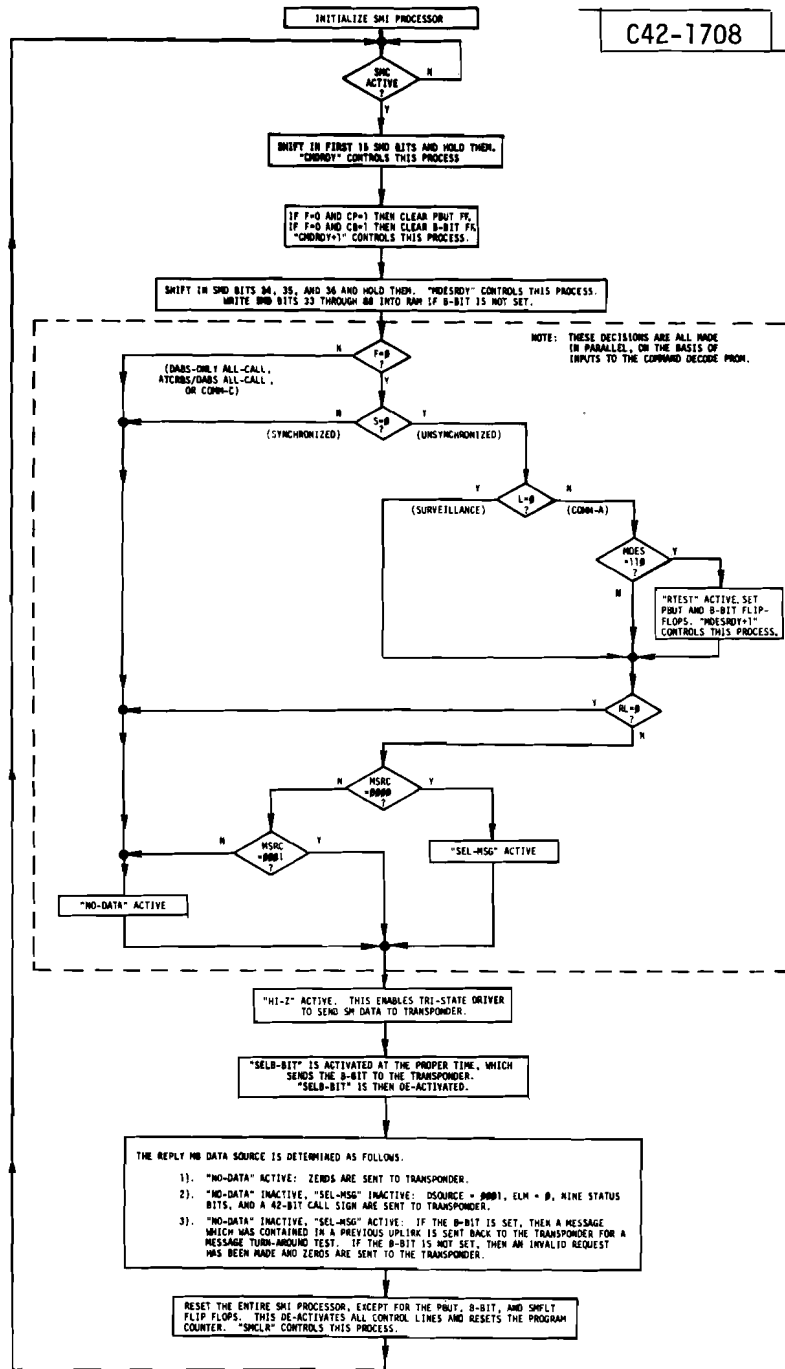 C42-1708
INITIALIZE SMI PROCESSOR
SMC
ACTIVE
?
N
Y
SHIFT IN FIRST 16 SMD BITS AND HOLD THEM.
"CMDRDY" CONTROLS THIS PROCESS
IF F=0 AND CP=1 THEN CLEAR PBUT FF.
IF F=0 AND CB=1 THEN CLEAR B-BIT FF.
"CMDRDY+1" CONTROLS THIS PROCESS.
SHIFT IN SMD BITS 34, 35, AND 36 AND HOLD THEM. "MDESRDY" CONTROLS THIS PROCESS.
WRITE SMD BITS 33 THROUGH 88 INTO RAM IF B-BIT IS NOT SET.
NOTE: THESE DECISIONS ARE ALL MADE
IN PARALLEL, ON THE BASIS OF
INPUTS TO THE COMMAND DECODE PROM.
N
F=0
?
Y
(DABS-ONLY ALL-CALL,
ATCRBS/DABS ALL-CALL,
OR COMM-C)
N
S=0
?
Y
(SYNCHRONIZED)
(UNSYNCHRONIZED)
Y
L=0
?
N
(SURVEILLANCE)
(COMM-A)
MDES
=110
?
Y
N
"RTEST" ACTIVE. SET
PBUT AND B-BIT FLIP-
FLOPS. "MDESRDY+1"
CONTROLS THIS PROCESS.
Y
RL=0
?
N
N
MSRC
=0000
?
Y
N
MSRC
=0001
?
Y
"SEL-MSG" ACTIVE
"NO-DATA" ACTIVE
"HI-Z" ACTIVE. THIS ENABLES TRI-STATE DRIVER
TO SEND SM DATA TO TRANSPONDER.
"SELB-BIT" IS ACTIVATED AT THE PROPER TIME, WHICH
SENDS THE B-BIT TO THE TRANSPONDER.
"SELB-BIT" IS THEN DE-ACTIVATED.
THE REPLY MB DATA SOURCE IS DETERMINED AS FOLLOWS.
1). "NO-DATA" ACTIVE: ZEROS ARE SENT TO TRANSPONDER.
2). "NO-DATA" INACTIVE, "SEL-MSG" INACTIVE: DSOURCE = 0001, ELM = 0, NINE STATUS
BITS, AND A 42-BIT CALL SIGN ARE SENT TO TRANSPONDER.
3). "NO-DATA" INACTIVE, "SEL-MSG" ACTIVE: IF THE B-BIT IS SET, THEN A MESSAGE
WHICH WAS CONTAINED IN A PREVIOUS UPLINK IS SENT BACK TO THE TRANSPONDER FOR A
MESSAGE TURN-AROUND TEST. IF THE B-BIT IS NOT SET, THEN AN INVALID REQUEST
HAS BEEN MADE AND ZEROS ARE SENT TO THE TRANSPONDER.
RESET THE ENTIRE SMI PROCESSOR, EXCEPT FOR THE PBUT, B-BIT, AND SMFLT
FLIP FLOPS. THIS DE-ACTIVATES ALL CONTROL LINES AND RESETS THE PROGRAM
COUNTER. "SMCLR" CONTROLS THIS PROCESS.